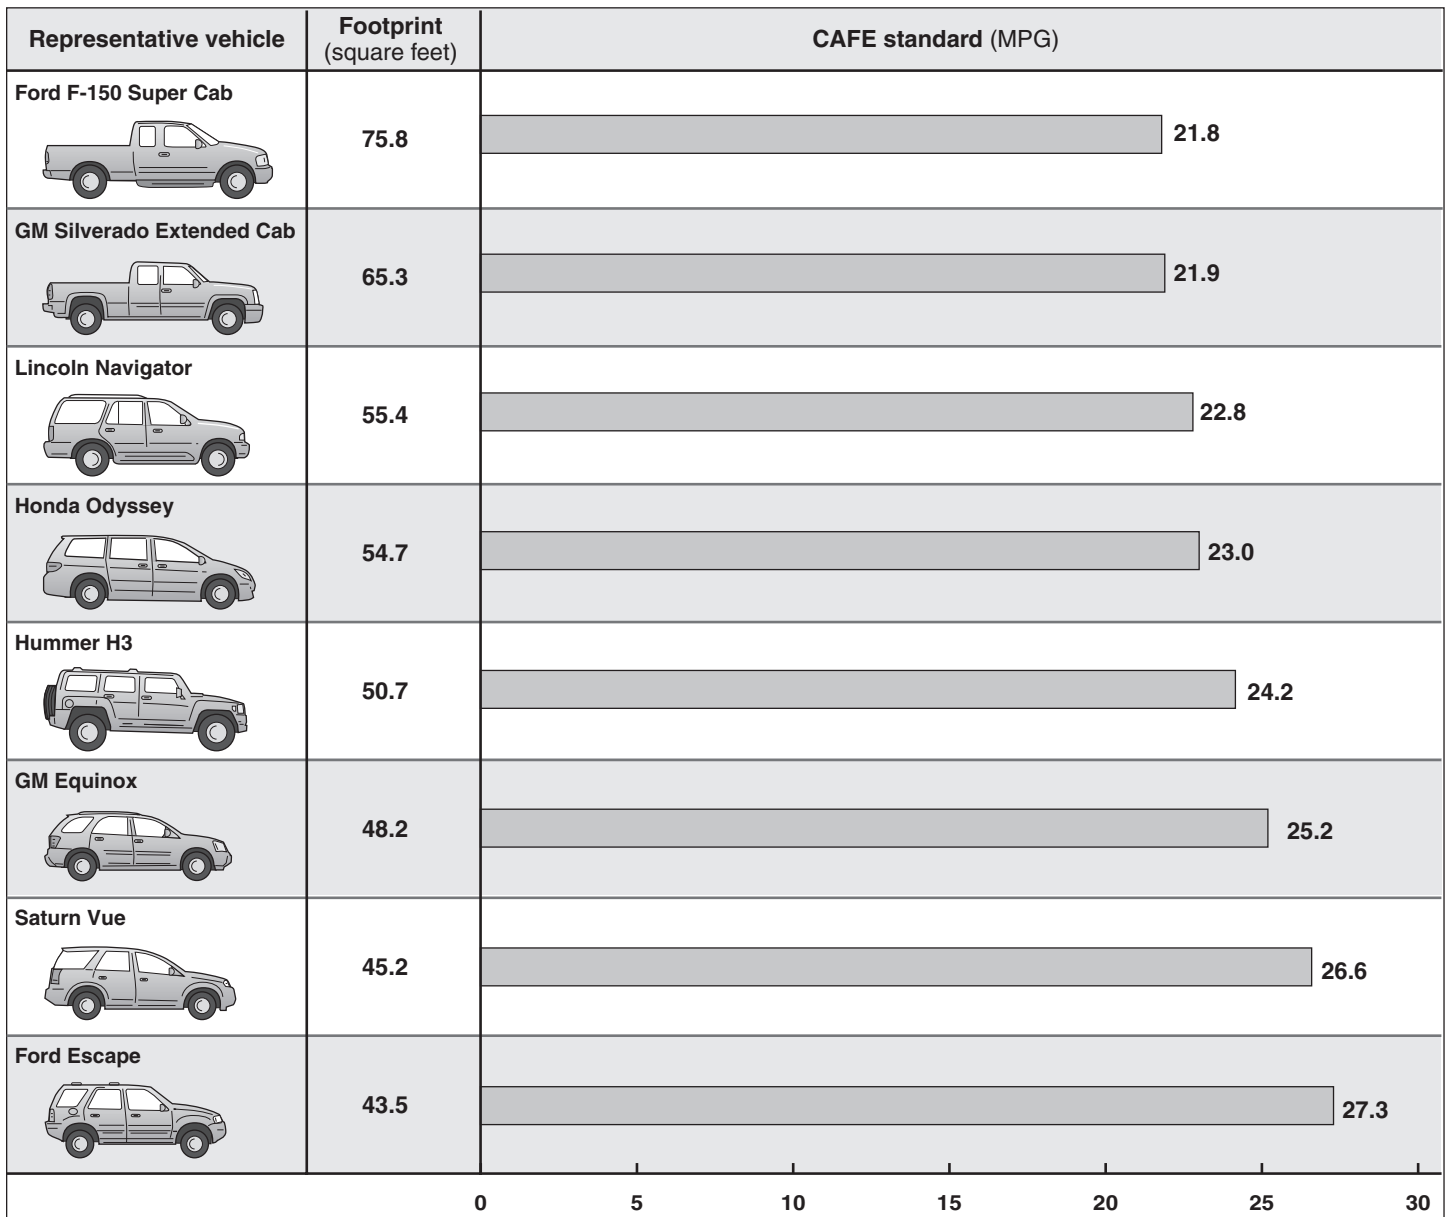 Representative vehicle
Footprint
(square feet)
CAFE standard (MPG)
Ford F-150 Super Cab
75.8
21.8
GM Silverado Extended Cab
65.3
21.9
Lincoln Navigator
55.4
22.8
Honda Odyssey
54.7
23.0
Hummer H3
50.7
24.2
GM Equinox
48.2
25.2
Saturn Vue
45.2
26.6
Ford Escape
43.5
27.3
0 5 10 15 20 25 30